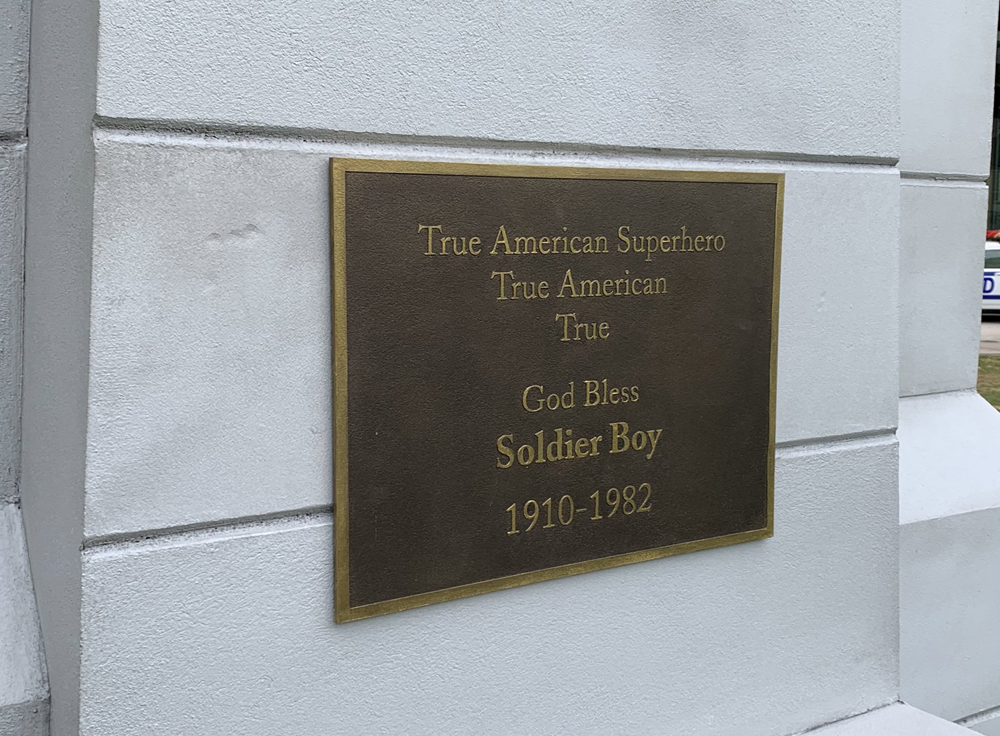 True American Superhero
True American
True
God Bless
Soldier Boy
1910-1982
D